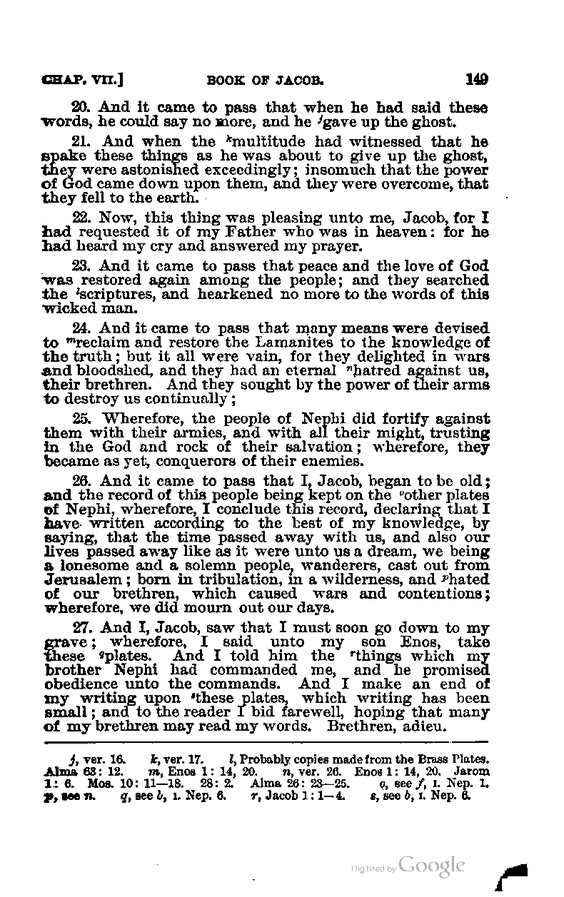 CHAP. VII.] BOOK OF JACOB. 149
20. And it came to pass that when he had said these
words, he could say no more, and he ʲgave up the ghost.
21. And when the ᵏmultitude had witnessed that he
spake these things as he was about to give up the ghost,
they were astonished exceedingly; insomuch that the power
of God came down upon them, and they were overcome, that
they fell to the earth.
22. Now, this thing was pleasing unto me, Jacob, for I
had requested it of my Father who was in heaven: for he
had heard my cry and answered my prayer.
23. And it came to pass that peace and the love of God
was restored again among the people; and they searched
the ˡscriptures, and hearkened no more to the words of this
wicked man.
24. And it came to pass that many means were devised
to ᵐreclaim and restore the Lamanites to the knowledge of
the truth; but it all were vain, for they delighted in wars
and bloodshed, and they had an eternal ⁿhatred against us,
their brethren. And they sought by the power of their arms
to destroy us continually;
25. Wherefore, the people of Nephi did fortify against
them with their armies, and with all their might, trusting
in the God and rock of their salvation; wherefore, they
became as yet, conquerors of their enemies.
26. And it came to pass that I, Jacob, began to be old;
and the record of this people being kept on the ᵒother plates
of Nephi, wherefore, I conclude this record, declaring that I
have written according to the best of my knowledge, by
saying, that the time passed away with us, and also our
lives passed away like as it were unto us a dream, we being
a lonesome and a solemn people, wanderers, cast out from
Jerusalem; born in tribulation, in a wilderness, and ᵖhated
of our brethren, which caused wars and contentions;
wherefore, we did mourn out our days.
27. And I, Jacob, saw that I must soon go down to my
grave; wherefore, I said unto my son Enos, take
these qplates. And I told him the ʳthings which my
brother Nephi had commanded me, and he promised
obedience unto the commands. And I make an end of
my writing upon ˢthese plates, which writing has been
small; and to the reader I bid farewell, hoping that many
of my brethren may read my words. Brethren, adieu.
j, ver. 16. k, ver. 17. l, Probably copies made from the Brass Plates.
Alma 63: 12. m, Enos 1: 14, 20. n, ver. 26. Enos 1: 14, 20. Jarom
1: 6. Mos. 10: 11—18. 28: 2. Alma 26: 23—25. o, see f, I. Nep. 1.
p, see n. q, see b, I. Nep. 6. r, Jacob 1: 1—4. s, see b, I. Nep. 6.
Digitized by Google